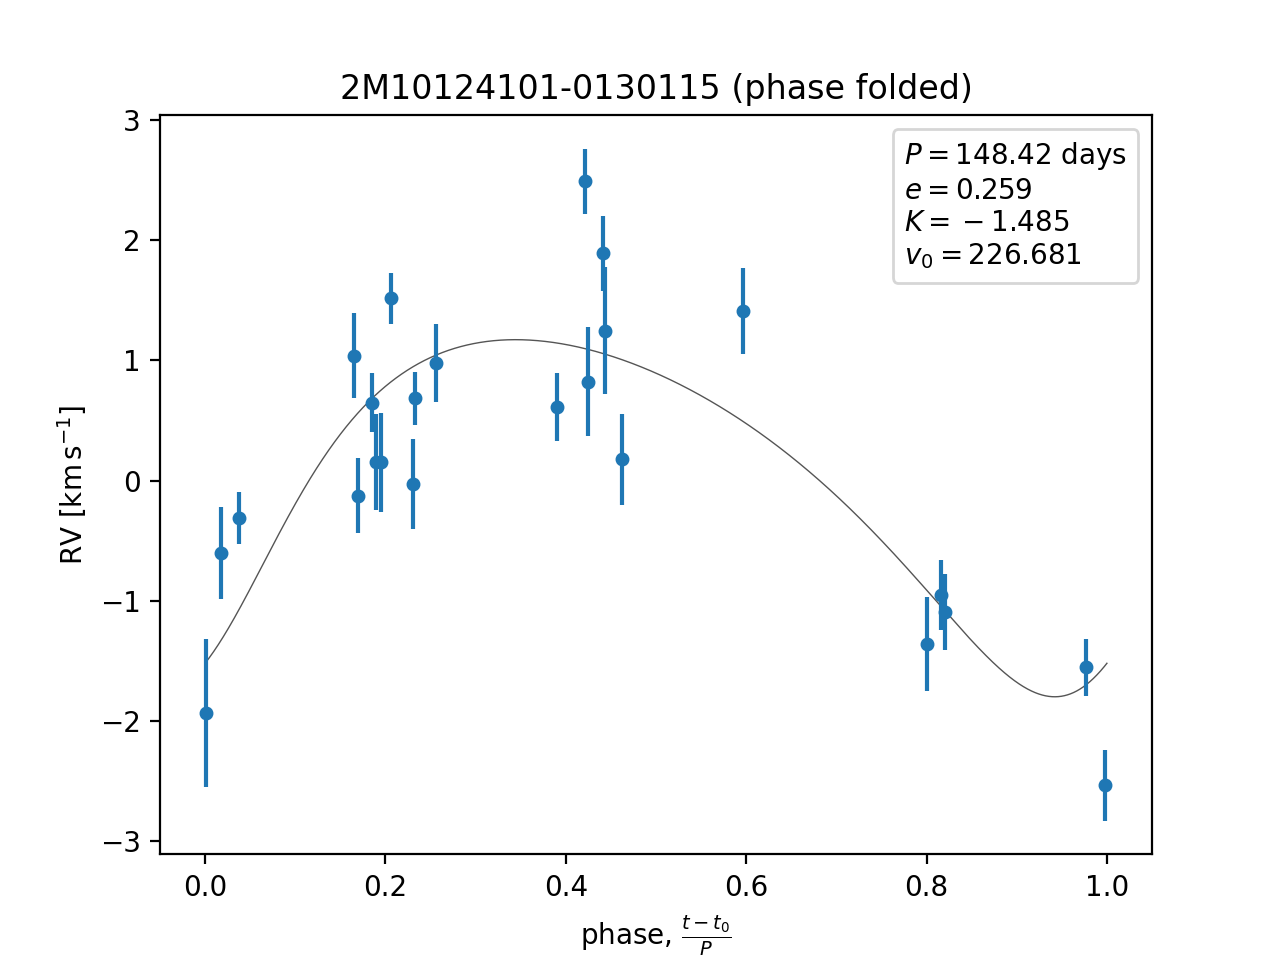 2M10124101-0130115 (phase folded)
P = 148.42 days
e = 0.259
K = −1.485
v₀ = 226.681
RV [km s⁻¹]
3
2
1
0
−1
−2
−3
0.0 0.2 0.4 0.6 0.8 1.0
phase, (t − t₀)/P